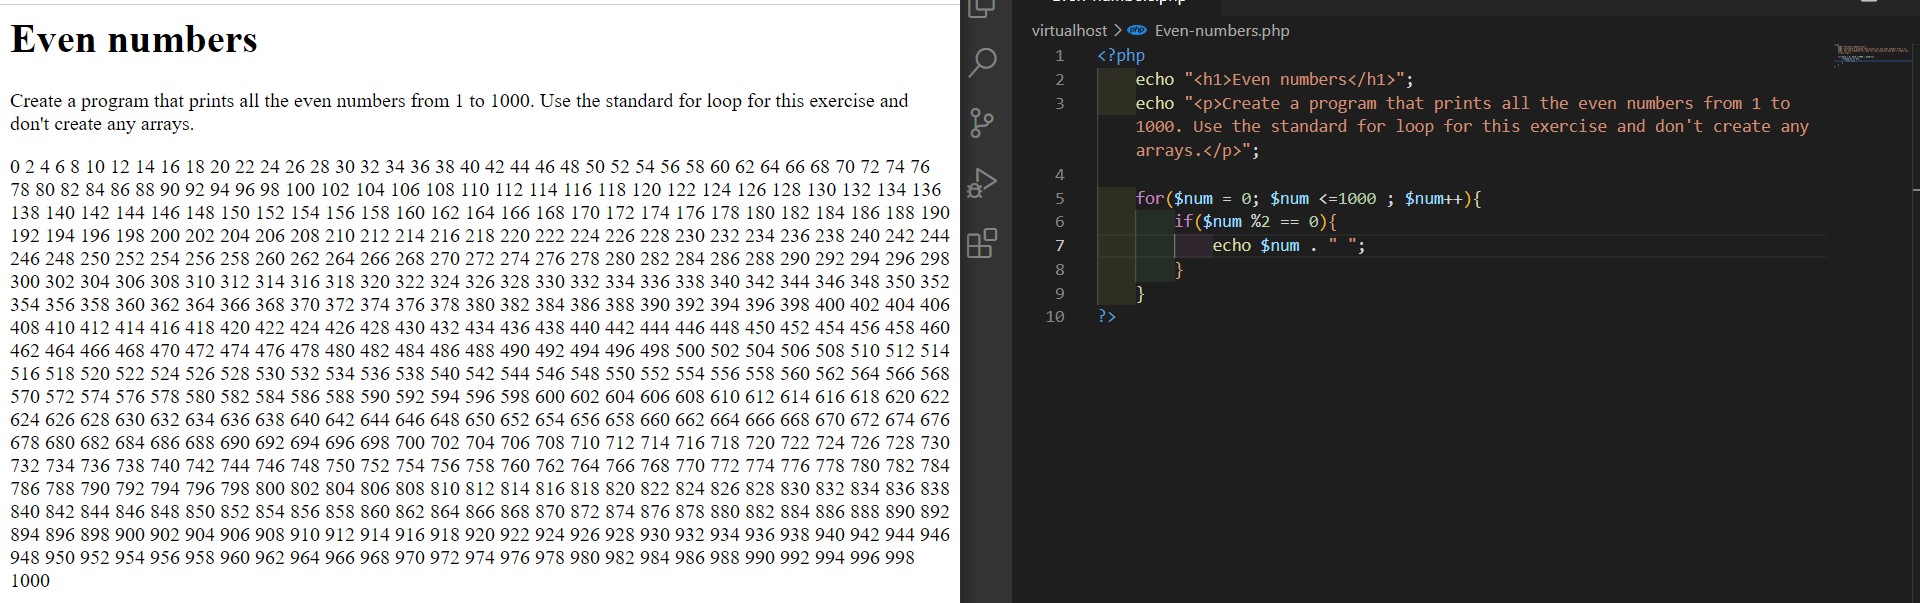 Even numbers
Create a program that prints all the even numbers from 1 to 1000. Use the standard for loop for this exercise and
don't create any arrays.
0 2 4 6 8 10 12 14 16 18 20 22 24 26 28 30 32 34 36 38 40 42 44 46 48 50 52 54 56 58 60 62 64 66 68 70 72 74 76
78 80 82 84 86 88 90 92 94 96 98 100 102 104 106 108 110 112 114 116 118 120 122 124 126 128 130 132 134 136
138 140 142 144 146 148 150 152 154 156 158 160 162 164 166 168 170 172 174 176 178 180 182 184 186 188 190
192 194 196 198 200 202 204 206 208 210 212 214 216 218 220 222 224 226 228 230 232 234 236 238 240 242 244
246 248 250 252 254 256 258 260 262 264 266 268 270 272 274 276 278 280 282 284 286 288 290 292 294 296 298
300 302 304 306 308 310 312 314 316 318 320 322 324 326 328 330 332 334 336 338 340 342 344 346 348 350 352
354 356 358 360 362 364 366 368 370 372 374 376 378 380 382 384 386 388 390 392 394 396 398 400 402 404 406
408 410 412 414 416 418 420 422 424 426 428 430 432 434 436 438 440 442 444 446 448 450 452 454 456 458 460
462 464 466 468 470 472 474 476 478 480 482 484 486 488 490 492 494 496 498 500 502 504 506 508 510 512 514
516 518 520 522 524 526 528 530 532 534 536 538 540 542 544 546 548 550 552 554 556 558 560 562 564 566 568
570 572 574 576 578 580 582 584 586 588 590 592 594 596 598 600 602 604 606 608 610 612 614 616 618 620 622
624 626 628 630 632 634 636 638 640 642 644 646 648 650 652 654 656 658 660 662 664 666 668 670 672 674 676
678 680 682 684 686 688 690 692 694 696 698 700 702 704 706 708 710 712 714 716 718 720 722 724 726 728 730
732 734 736 738 740 742 744 746 748 750 752 754 756 758 760 762 764 766 768 770 772 774 776 778 780 782 784
786 788 790 792 794 796 798 800 802 804 806 808 810 812 814 816 818 820 822 824 826 828 830 832 834 836 838
840 842 844 846 848 850 852 854 856 858 860 862 864 866 868 870 872 874 876 878 880 882 884 886 888 890 892
894 896 898 900 902 904 906 908 910 912 914 916 918 920 922 924 926 928 930 932 934 936 938 940 942 944 946
948 950 952 954 956 958 960 962 964 966 968 970 972 974 976 978 980 982 984 986 988 990 992 994 996 998
1000
virtualhost > php Even-numbers.php
1 <?php
2 echo "<h1>Even numbers</h1>";
3 echo "<p>Create a program that prints all the even numbers from 1 to
1000. Use the standard for loop for this exercise and don't create any
arrays.</p>";
4
5 for($num = 0; $num <=1000 ; $num++){
6 if($num %2 == 0){
7 echo $num . " ";
8 }
9 }
10 ?>